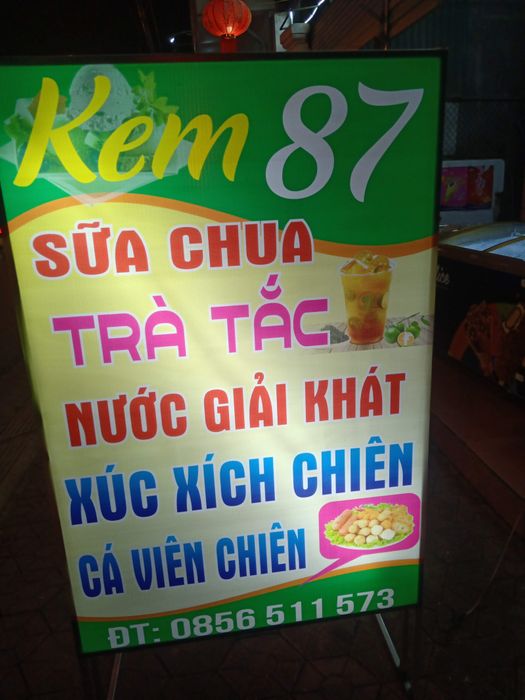 Kem 87
SỮA CHUA
TRÀ TẮC
NƯỚC GIẢI KHÁT
XÚC XÍCH CHIÊN
CÁ VIÊN CHIÊN
ĐT: 0856 511 573